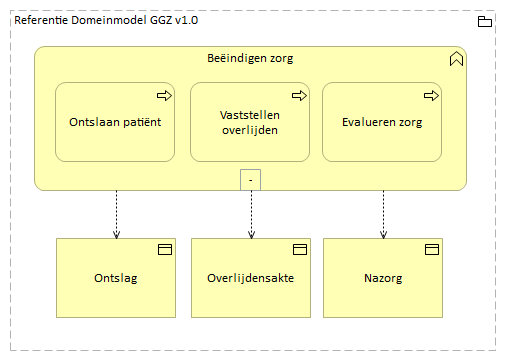 Referentie Domeinmodel GGZ v1.0
Beëindigen zorg
Ontslaan patiënt
Vaststellen
overlijden
Evalueren zorg
-
Ontslag
Overlijdensakte
Nazorg